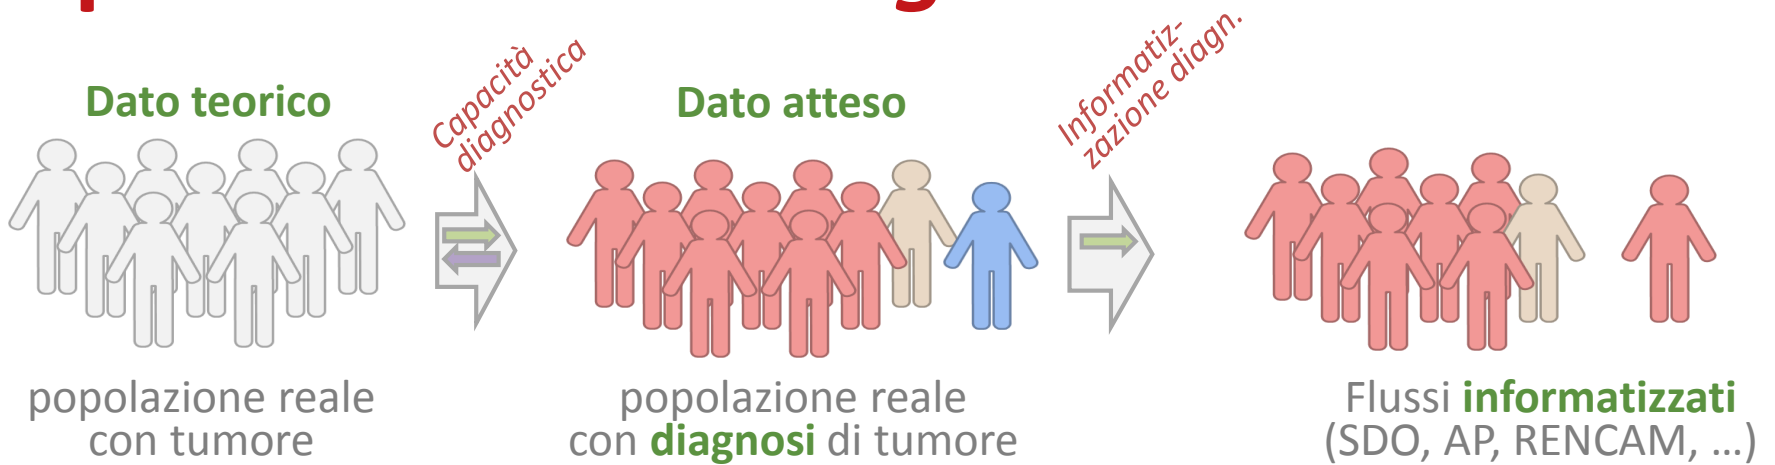 Dato teorico
Capacità
diagnostica
Dato atteso
Informatiz-
zazione diagn.
popolazione reale
con tumore
popolazione reale
con diagnosi di tumore
Flussi informatizzati
(SDO, AP, RENCAM, ...)